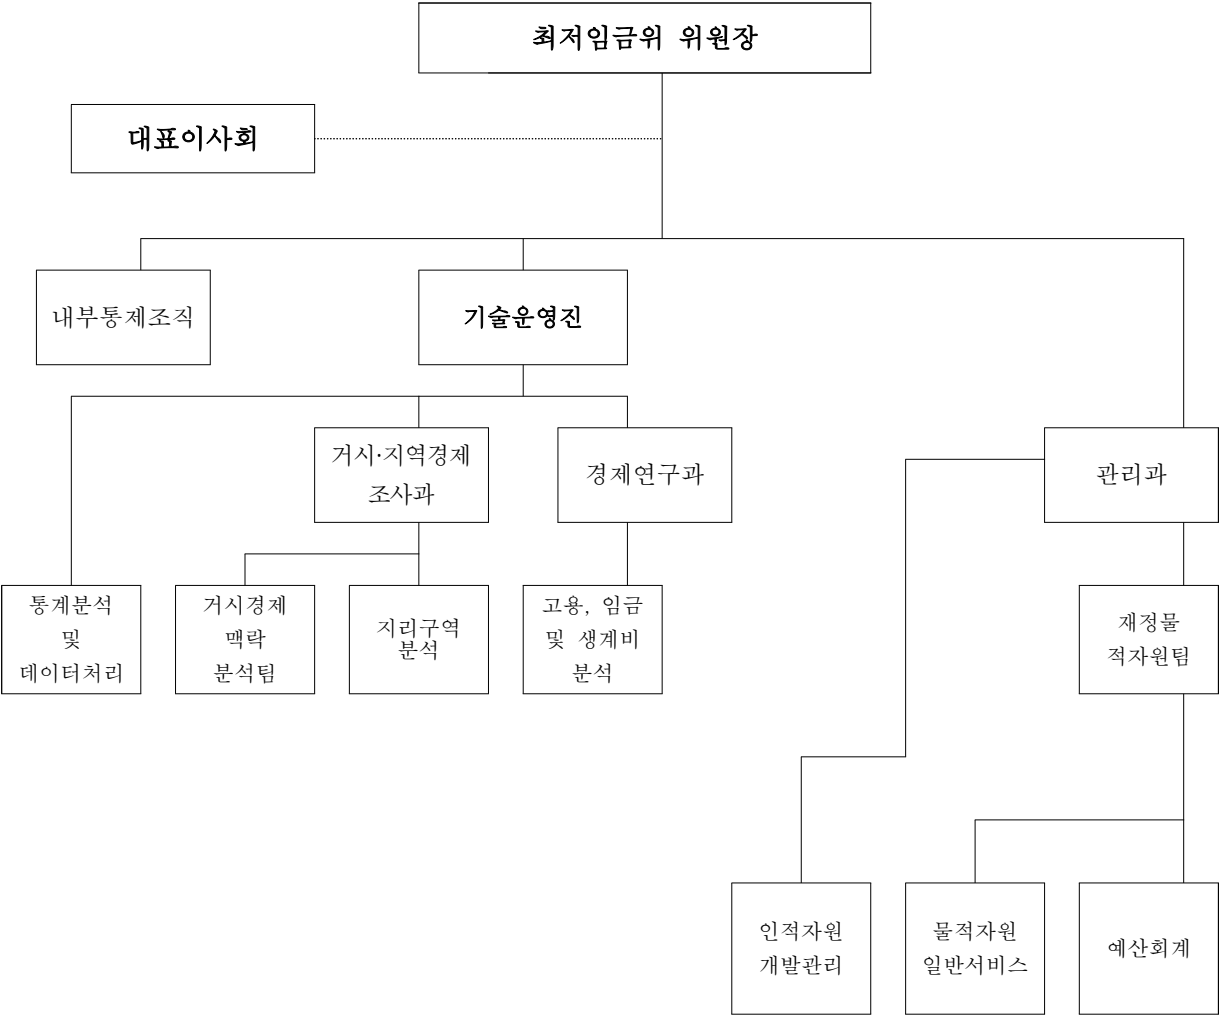 최저임금위 위원장
대표이사회
내부통제조직
기술운영진
거시·지역경제
조사과
경제연구과
관리과
통계분석
및
데이터처리
거시경제
맥락
분석팀
지리구역
분석
고용, 임금
및 생계비
분석
재정물
적자원팀
인적자원
개발관리
물적자원
일반서비스
예산회계